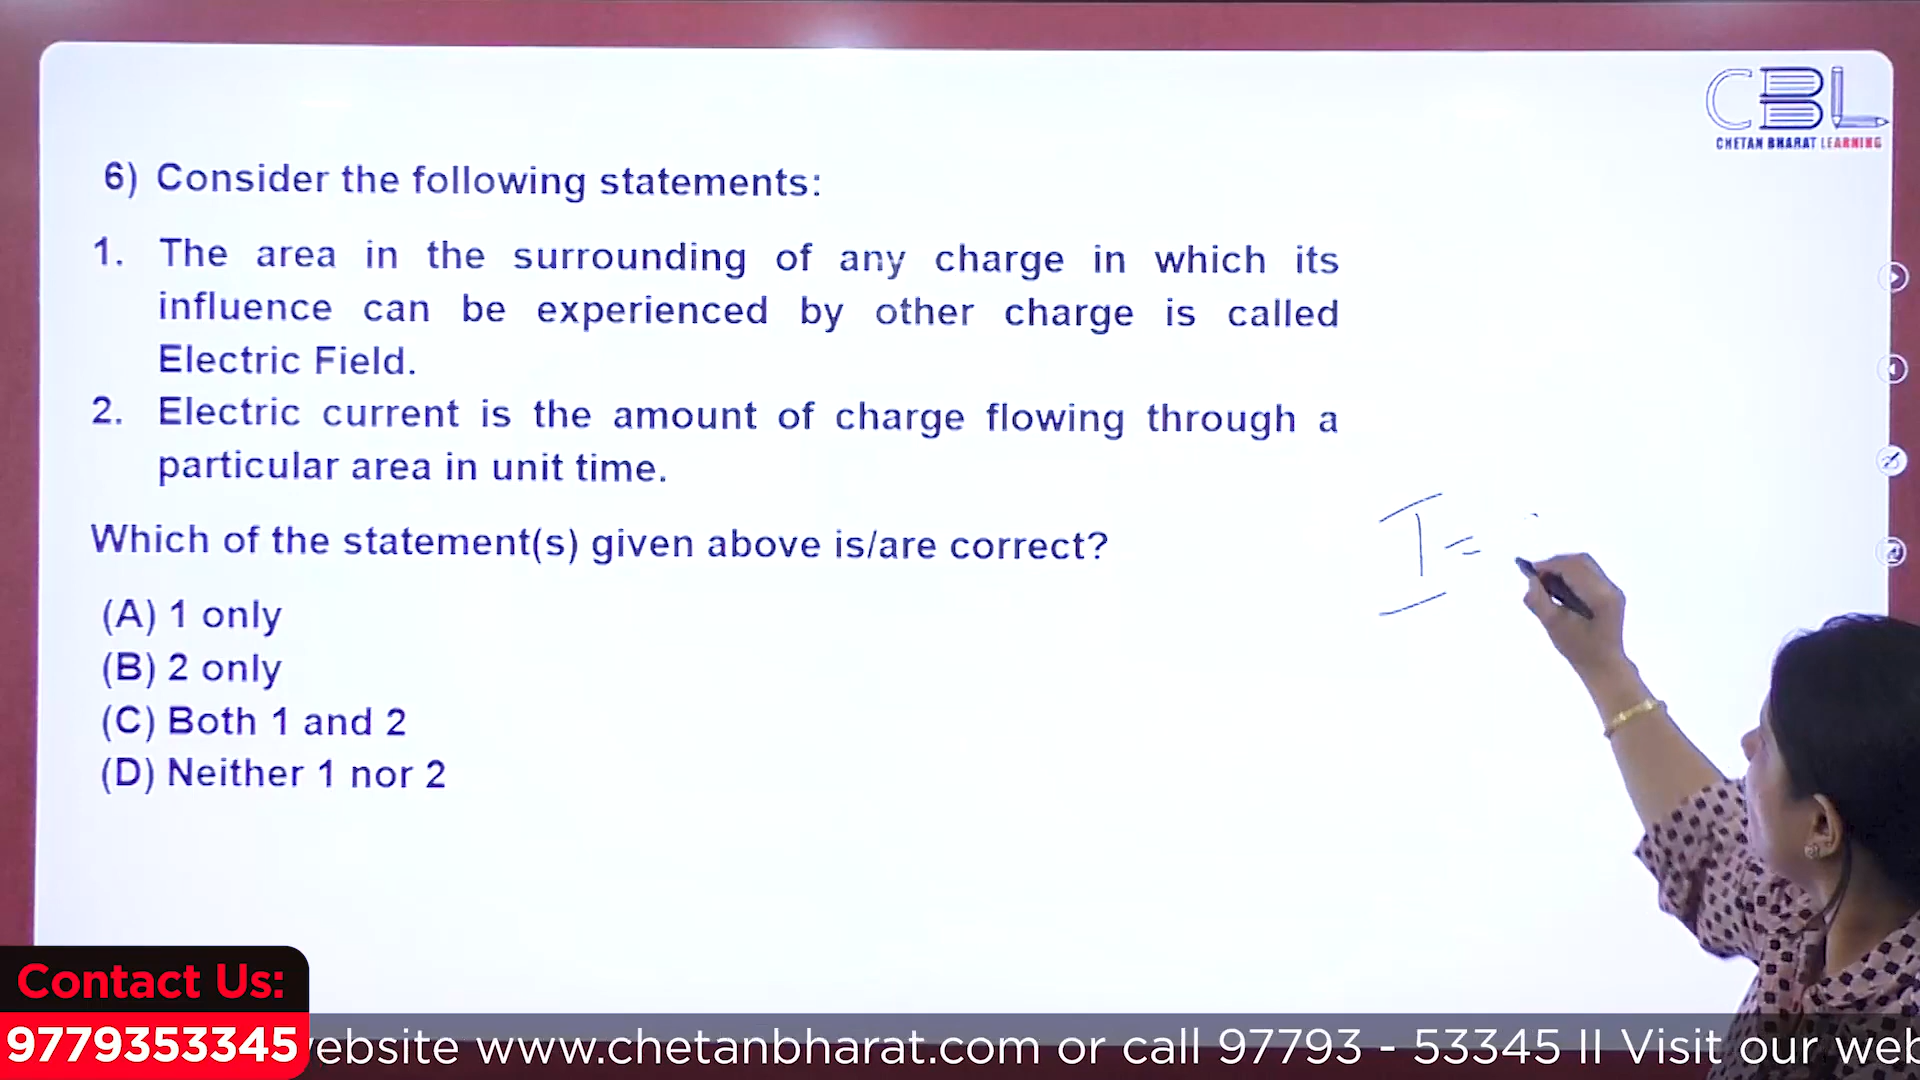 CBL
CHETAN BHARAT LEARNING
6) Consider the following statements:
1. The area in the surrounding of any charge in which its
influence can be experienced by other charge is called
Electric Field.
2. Electric current is the amount of charge flowing through a
particular area in unit time.
Which of the statement(s) given above is/are correct?
(A) 1 only
(B) 2 only
(C) Both 1 and 2
(D) Neither 1 nor 2
I =
Contact Us:
9779353345
ebsite www.chetanbharat.com or call 97793 - 53345 II Visit our web